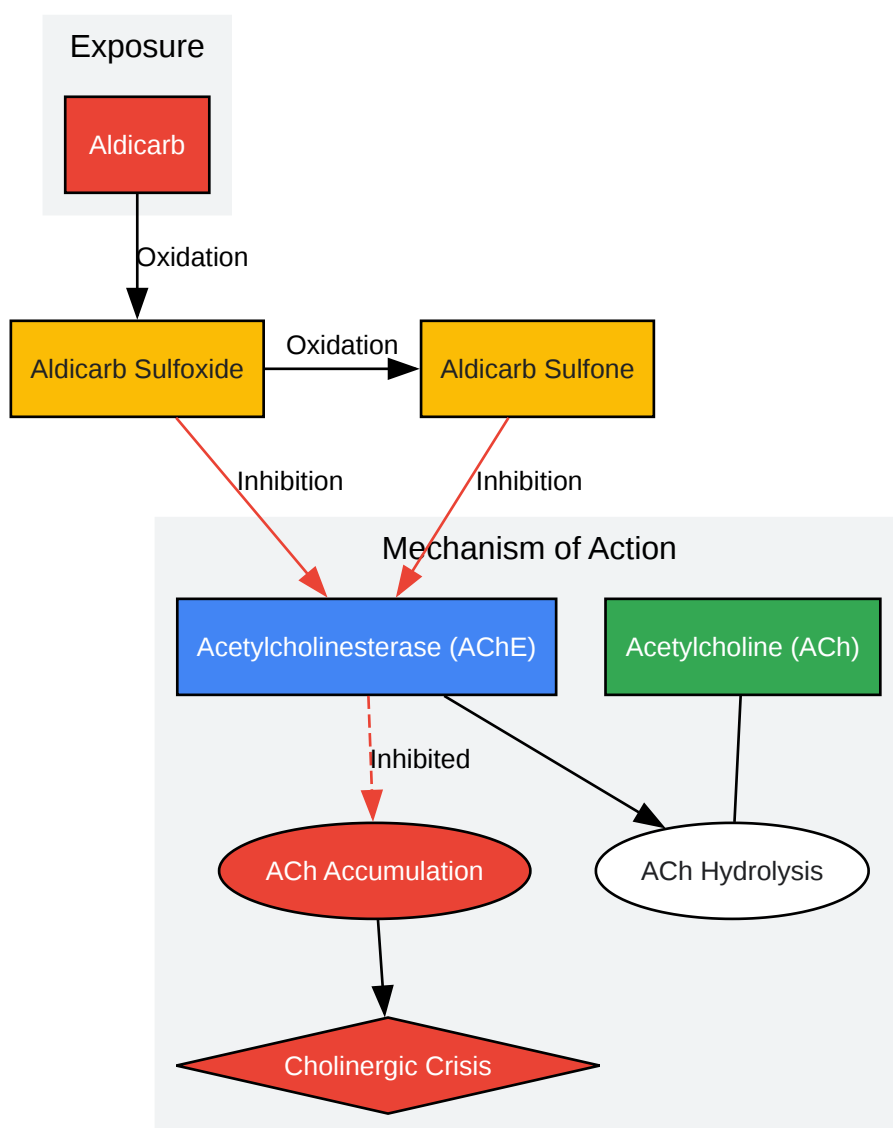 Exposure
Aldicarb
Oxidation
Aldicarb Sulfoxide
Oxidation
Aldicarb Sulfone
Inhibition
Inhibition
Mechanism of Action
Acetylcholinesterase (AChE)
Acetylcholine (ACh)
Inhibited
ACh Accumulation
ACh Hydrolysis
Cholinergic Crisis